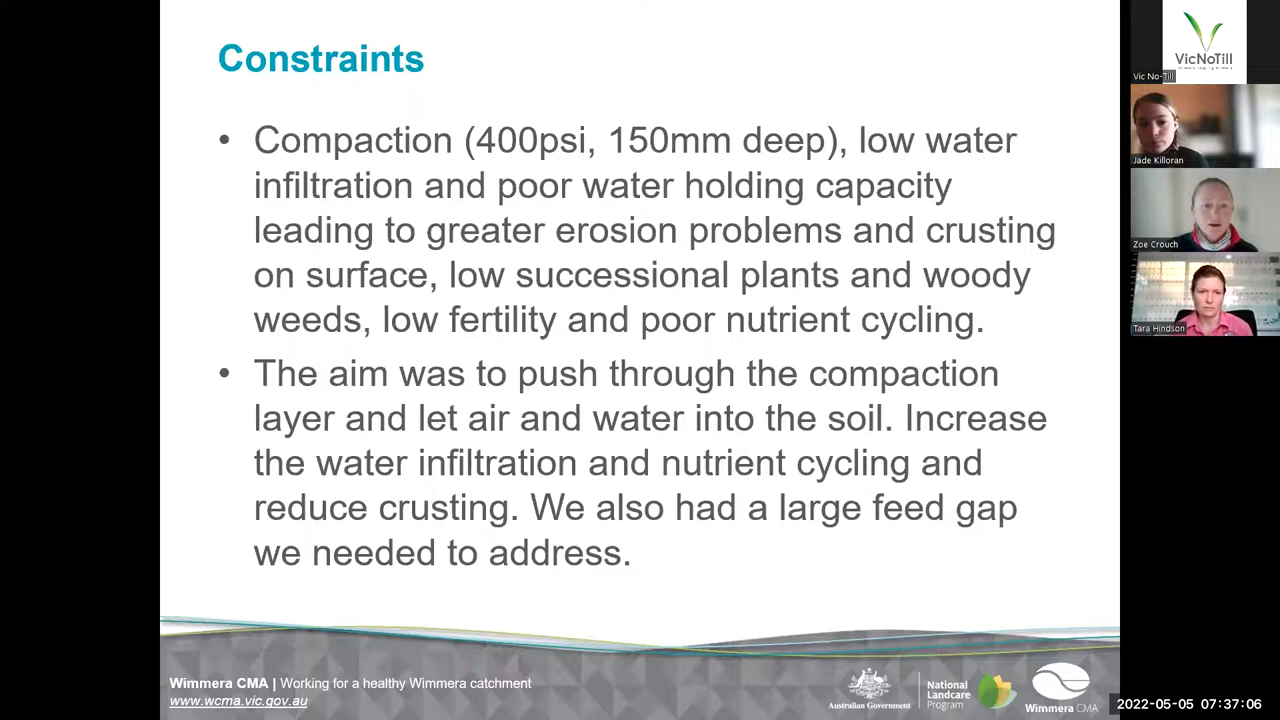 Constraints
• Compaction (400psi, 150mm deep), low water
infiltration and poor water holding capacity
leading to greater erosion problems and crusting
on surface, low successional plants and woody
weeds, low fertility and poor nutrient cycling.
• The aim was to push through the compaction
layer and let air and water into the soil. Increase
the water infiltration and nutrient cycling and
reduce crusting. We also had a large feed gap
we needed to address.
Wimmera CMA | Working for a healthy Wimmera catchment
www.wcma.vic.gov.au
Australian Government
National
Landcare
Program
Wimmera CMA
VicNoTill
Vic No-Till
Jade Killoran
Zoe Crouch
Tara Hindson
2022-05-05 07:37:06